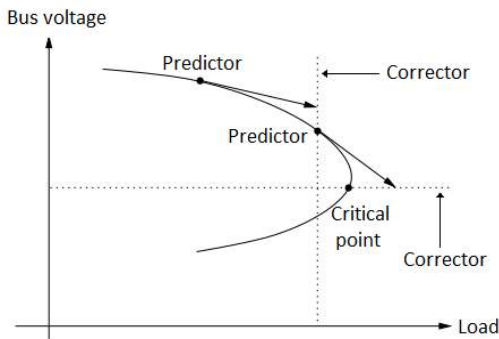 Bus voltage
Predictor
Corrector
Predictor
Critical
point
Corrector
Load